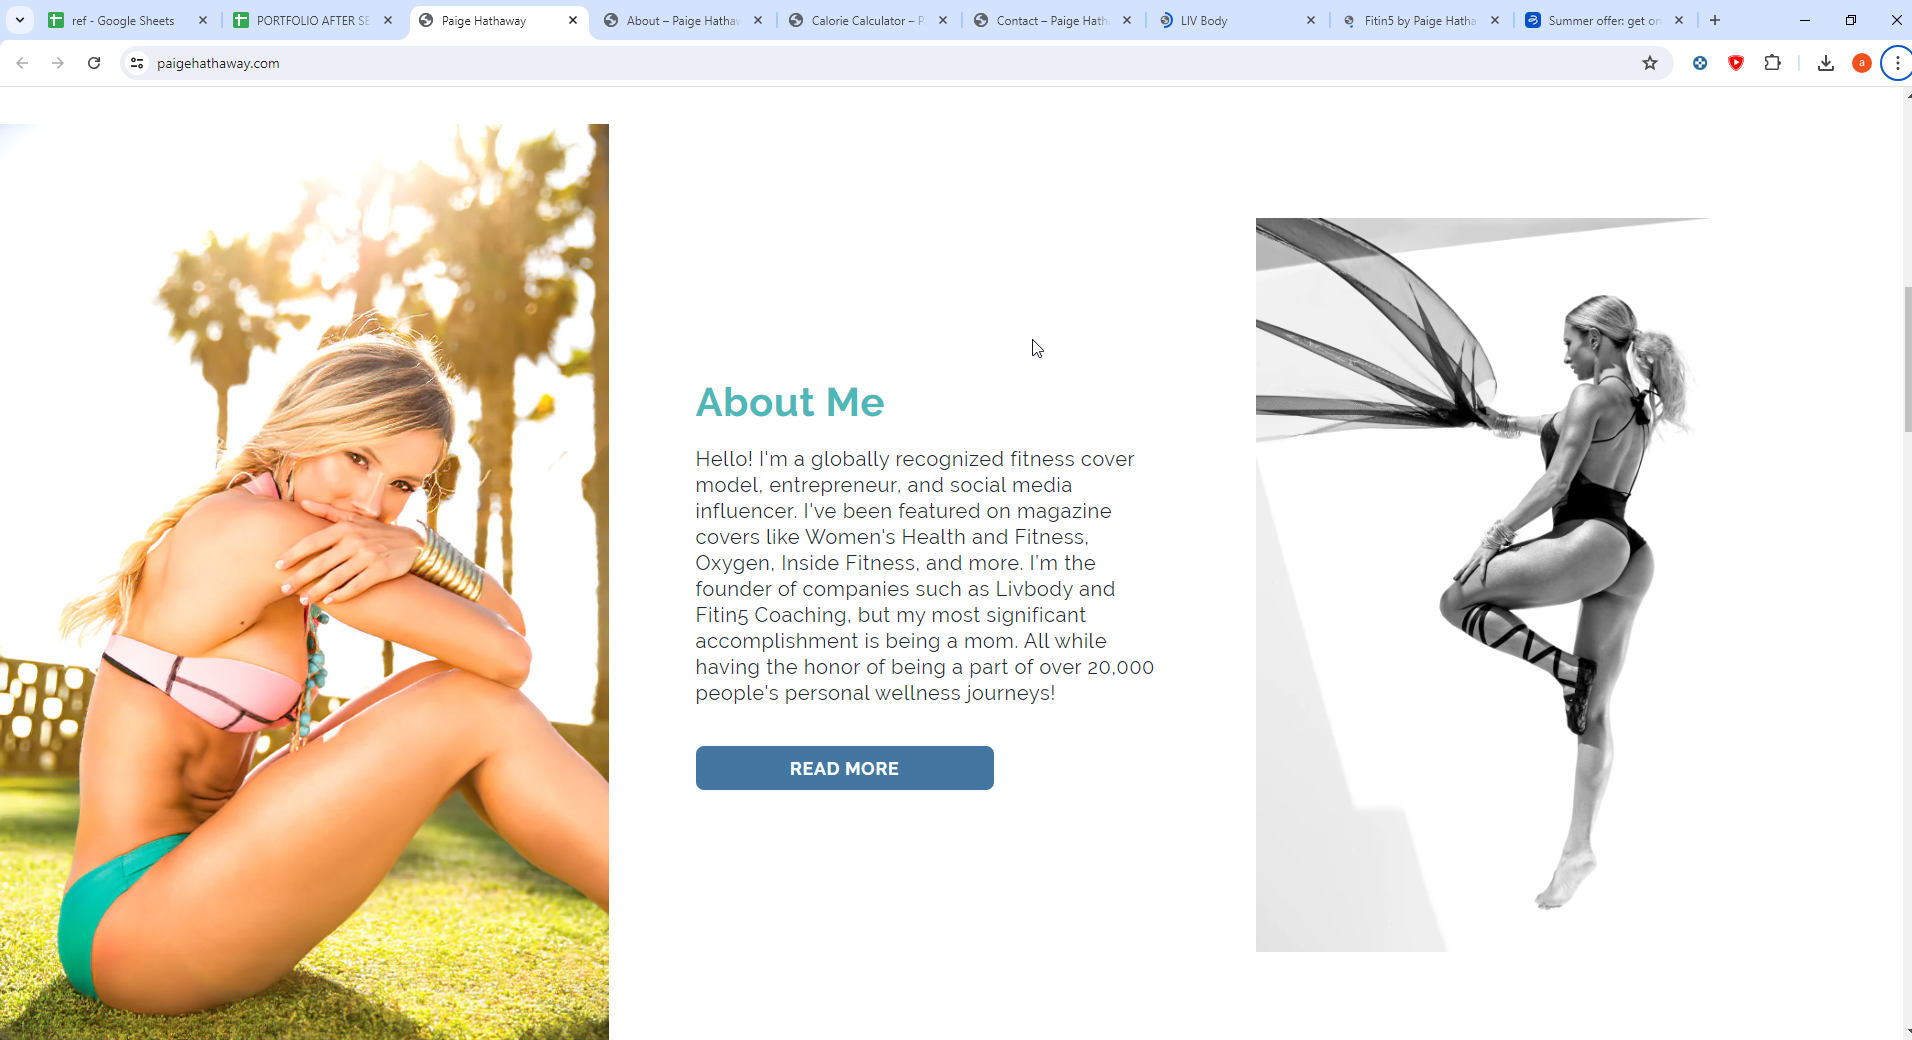 ref - Google Sheets
PORTFOLIO AFTER SE
Paige Hathaway
About – Paige Hathaw
Calorie Calculator – P
Contact – Paige Hath
LIV Body
Fitin5 by Paige Hatha
Summer offer: get on
paigehathaway.com
a
About Me
Hello! I'm a globally recognized fitness cover
model, entrepreneur, and social media
influencer. I've been featured on magazine
covers like Women's Health and Fitness,
Oxygen, Inside Fitness, and more. I'm the
founder of companies such as Livbody and
Fitin5 Coaching, but my most significant
accomplishment is being a mom. All while
having the honor of being a part of over 20,000
people's personal wellness journeys!
READ MORE